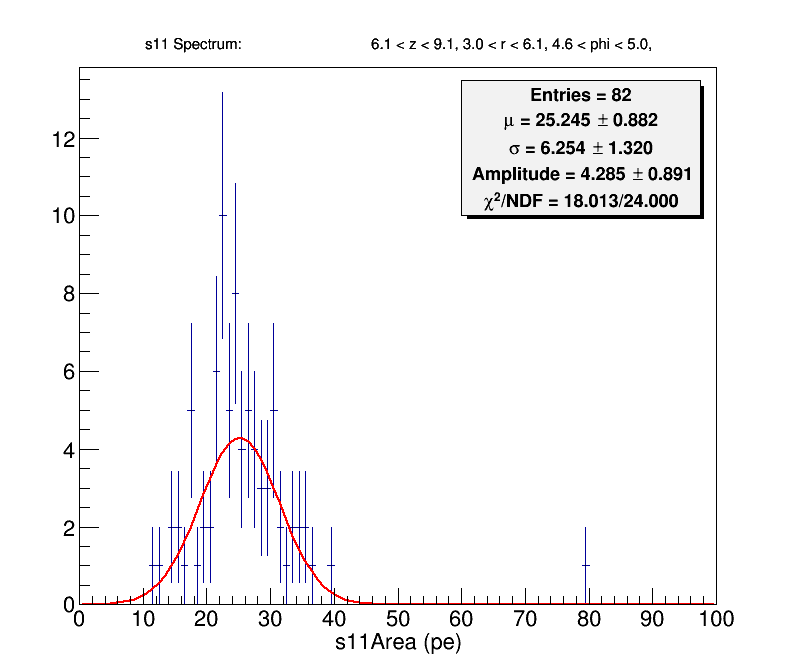 s11 Spectrum: 6.1 < z < 9.1, 3.0 < r < 6.1, 4.6 < phi < 5.0,
Entries = 82
μ = 25.245 ± 0.882
σ = 6.254 ± 1.320
Amplitude = 4.285 ± 0.891
χ²/NDF = 18.013/24.000
12
10
8
6
4
2
0
0 10 20 30 40 50 60 70 80 90 100
s11Area (pe)